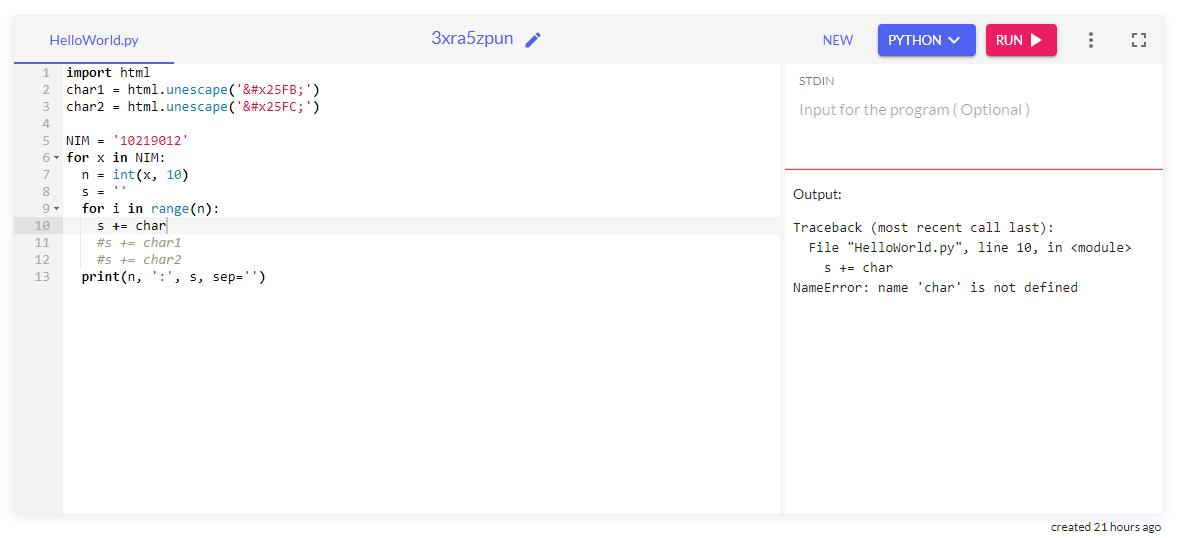 HelloWorld.py 3xra5zpun NEW PYTHON RUN
1 import html
2 char1 = html.unescape('&#x25FB;')
3 char2 = html.unescape('&#x25FC;')
4
5 NIM = '10219012'
6 for x in NIM:
7   n = int(x, 10)
8   s = ''
9   for i in range(n):
10     s += char
11     #s += char1
12     #s += char2
13   print(n, ':', s, sep='')
STDIN
Input for the program ( Optional )
Output:
Traceback (most recent call last):
  File "HelloWorld.py", line 10, in <module>
    s += char
NameError: name 'char' is not defined
created 21 hours ago